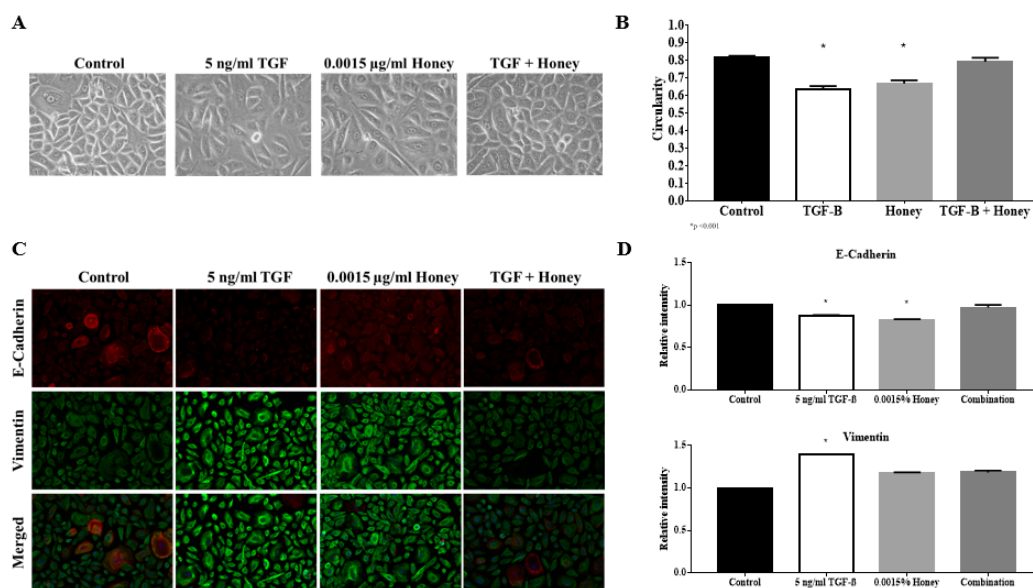 A
Control 5 ng/ml TGF 0.0015 µg/ml Honey TGF + Honey
B
Circularity
0.9
0.8
0.7
0.6
0.5
0.4
0.3
0.2
0.1
0.0
Control TGF-B Honey TGF-B + Honey
*
*
*p <0.001
C
Control 5 ng/ml TGF 0.0015 µg/ml Honey TGF + Honey
E-Cadherin
Vimentin
Merged
D
E-Cadherin
Relative intensity
1.5
1.0
0.5
0.0
*
*
Control 5 ng/ml TGF-ß 0.0015% Honey Combination
Vimentin
Relative intensity
1.5
1.0
0.5
0.0
*
Control 5 ng/ml TGF-ß 0.0015% Honey Combination